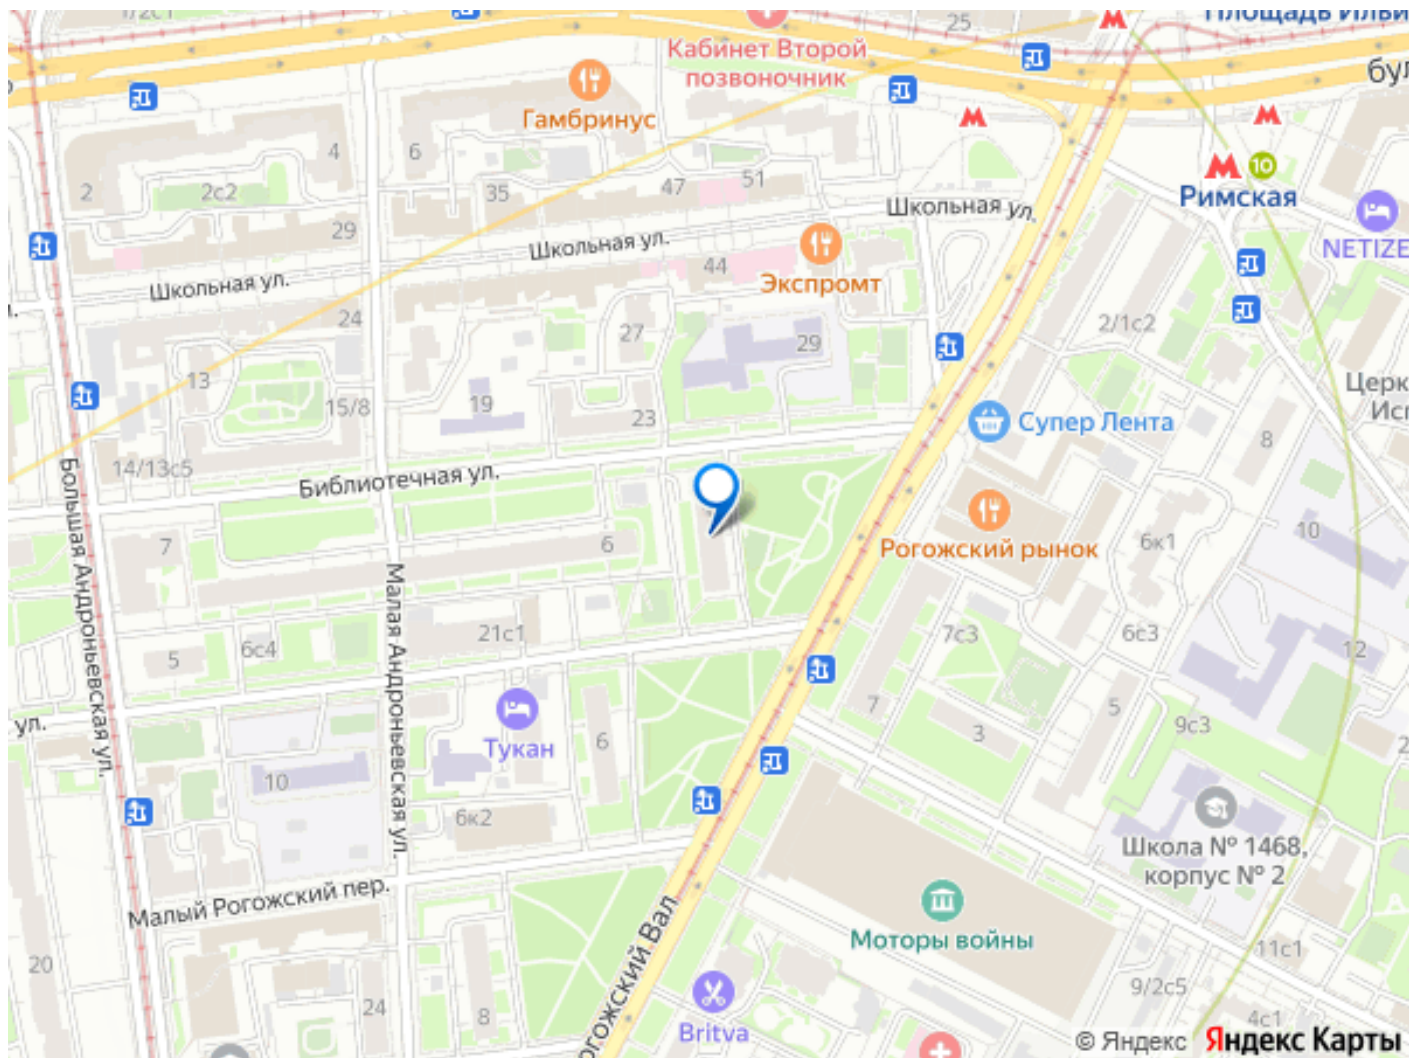 1/2с1
25
Площадь Ильи
Кабинет Второй
позвоночник
бул
Гамбринус
4
6
2
2с2
35
47
51
10
Римская
Школьная ул.
29
Школьная ул.
NETIZE
44
Экспромт
Школьная ул.
24
27
29
2/1с2
13
15/8
19
23
Церк
Исп
Супер Лента
8
14/13с5
Библиотечная ул.
Большая Андроньевская ул.
7
6
Рогожский рынок
6к1
10
Малая Андроньевская ул.
21с1
7с3
6с3
12
5
6с4
ул.
Тукан
6
7
3
5
9с3
2
10
6к2
Школа № 1468,
корпус № 2
Малый Рогожский пер.
Моторы войны
20
24
8
Рогожский Вал
11с1
9/2с5
4с1
Britva
© Яндекс Яндекс Карты